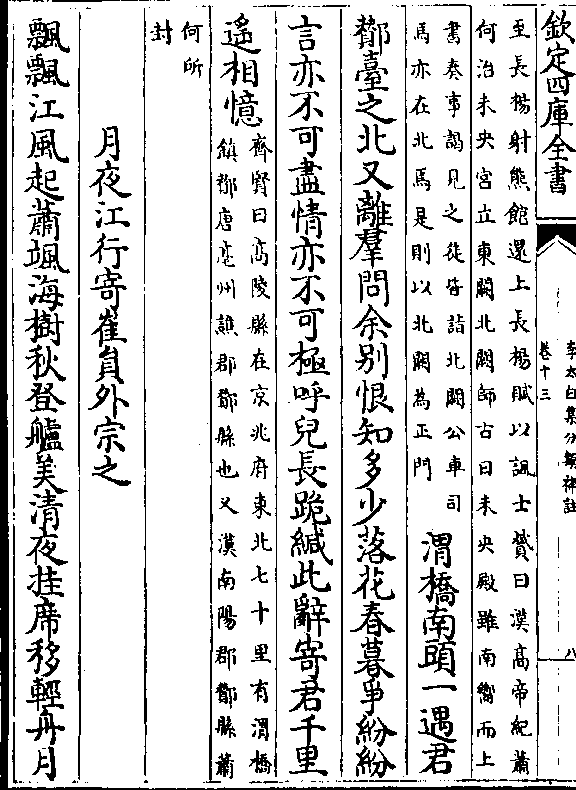 欽定四庫全書
李太白集分類補註
卷十三
八
至長楊射熊館還上長楊賦以諷士贇曰漢高帝紀蕭
何治未央宮立東闕北闕師古曰未央殿雖南嚮而上
書奏事謁見之徒皆詣北闕公車司
馬亦在北焉是則以北闕為正門
渭橋南頭一遇君
酇臺之北又離羣問余别恨知多少落花春暮爭紛紛
言亦不可盡情亦不可極呼兒長跪緘此辭寄君千里
遙相憶
齊賢曰高陵縣在京兆府東北七十里有渭橋
鎮酇唐亳州譙郡酇縣也又漢南陽郡酇縣蕭
何所
封
月夜江行寄崔員外宗之
飄飄江風起蕭颯海樹秋登艫美清夜挂席移輕舟月